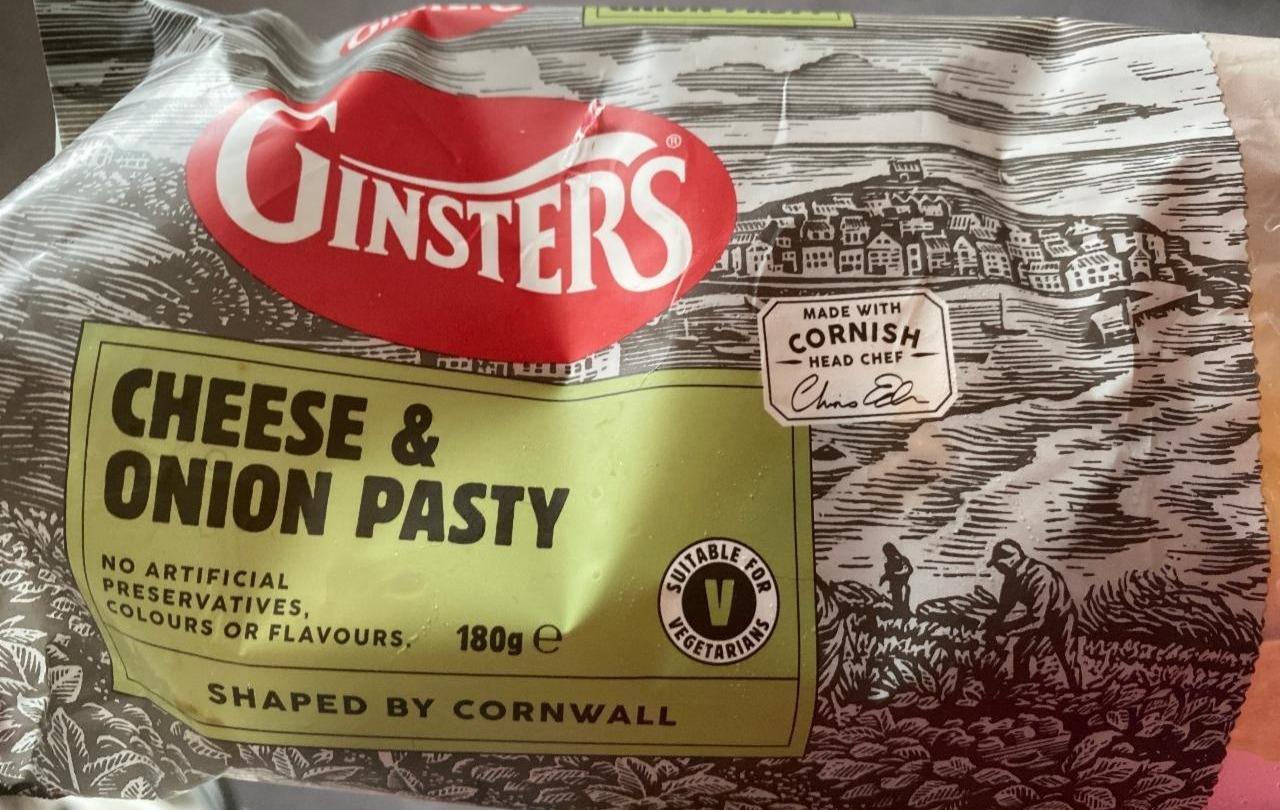 GINSTERS®
MADE WITH
CORNISH
HEAD CHEF
CHEESE &
ONION PASTY
NO ARTIFICIAL
PRESERVATIVES,
COLOURS OR FLAVOURS.
180g ℮
SUITABLE FOR
V
VEGETARIANS
SHAPED BY CORNWALL